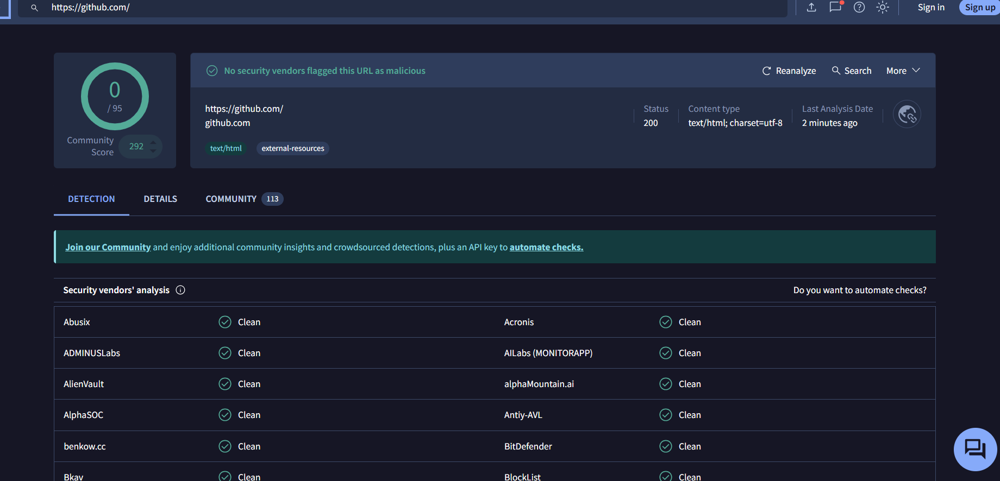 https://github.com/
Sign in
Sign up
0
/ 95
Community Score
292
No security vendors flagged this URL as malicious
Reanalyze
Search
More
https://github.com/
github.com
Status
200
Content type
text/html; charset=utf-8
Last Analysis Date
2 minutes ago
text/html
external-resources
DETECTION
DETAILS
COMMUNITY
113
Join our Community and enjoy additional community insights and crowdsourced detections, plus an API key to automate checks.
Security vendors' analysis
Do you want to automate checks?
Abusix Clean Acronis Clean
ADMINUSLabs Clean AILabs (MONITORAPP) Clean
AlienVault Clean alphaMountain.ai Clean
AlphaSOC Clean Antiy-AVL Clean
benkow.cc Clean BitDefender Clean
Bkav Clean BlockList Clean